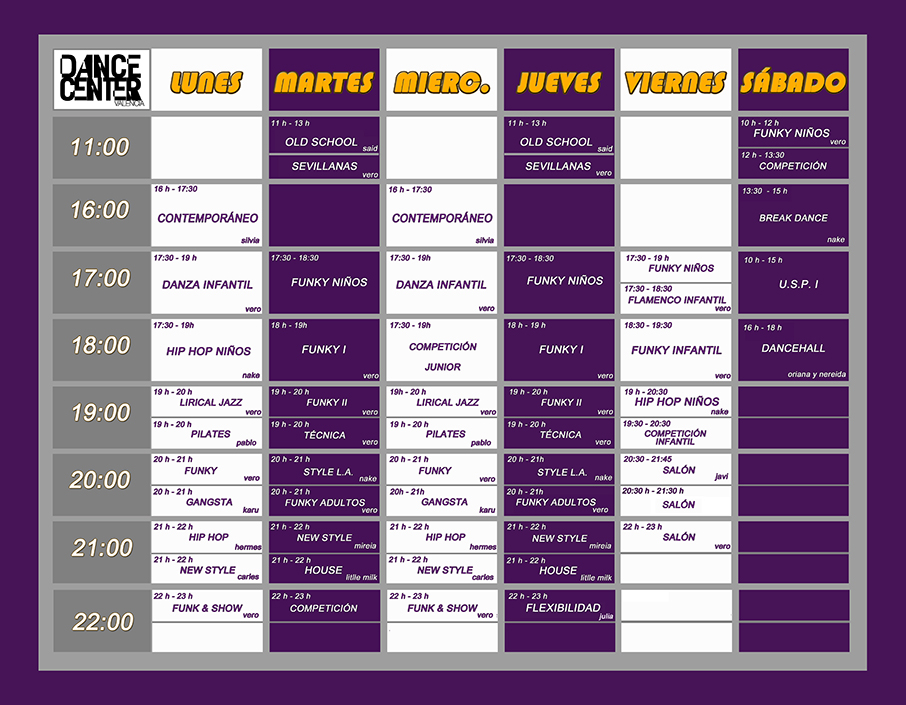 DANCE
CENTER
VALENCIA
LUNES MARTES MIERC. JUEVES VIERNES SÁBADO
11:00
11 h - 13 h
OLD SCHOOL
said
SEVILLANAS
vero
11 h - 13 h
OLD SCHOOL
said
SEVILLANAS
vero
10 h - 12 h
FUNKY NIÑOS
vero
12 h - 13:30
COMPETICIÓN
16:00
16 h - 17:30
CONTEMPORÁNEO
silvia
16 h - 17:30
CONTEMPORÁNEO
silvia
13:30 - 15 h
BREAK DANCE
nake
17:00
17:30 - 19 h
DANZA INFANTIL
vero
17:30 - 18:30
FUNKY NIÑOS
17:30 - 19h
DANZA INFANTIL
vero
17:30 - 18:30
FUNKY NIÑOS
17:30 - 19 h
FUNKY NIÑOS
17:30 - 18:30
FLAMENCO INFANTIL
vero
10 h - 15 h
U.S.P. I
18:00
17:30 - 19h
HIP HOP NIÑOS
nake
18 h - 19h
FUNKY I
vero
17:30 - 19h
COMPETICIÓN
JUNIOR
18 h - 19 h
FUNKY I
vero
18:30 - 19:30
FUNKY INFANTIL
vero
16 h - 18 h
DANCEHALL
oriana y nereida
19:00
19 h - 20 h
LIRICAL JAZZ
vero
19 h - 20 h
PILATES
pablo
19 h - 20 h
FUNKY II
vero
19 h - 20 h
TÉCNICA
vero
19h - 20 h
LIRICAL JAZZ
vero
19 h - 20 h
PILATES
pablo
19 h - 20 h
FUNKY II
vero
19 h - 20 h
TÉCNICA
vero
19 h - 20:30
HIP HOP NIÑOS
nake
19:30 - 20:30
COMPETICIÓN
INFANTIL
20:00
20 h - 21 h
FUNKY
vero
20 h - 21 h
GANGSTA
karu
20 h - 21 h
STYLE L.A.
nake
20 h - 21 h
FUNKY ADULTOS
vero
20 h - 21 h
FUNKY
vero
20h - 21h
GANGSTA
karu
20 h - 21h
STYLE L.A.
nake
20 h - 21h
FUNKY ADULTOS
vero
20:30 - 21:45
SALÓN
javi
20:30 h - 21:30 h
SALÓN
21:00
21 h - 22 h
HIP HOP
hermes
21 h - 22 h
NEW STYLE
carles
21 h - 22 h
NEW STYLE
mireia
21 h - 22 h
HOUSE
litlle milk
21 h - 22 h
HIP HOP
hermes
21 h - 22 h
NEW STYLE
carles
21 h - 22 h
NEW STYLE
mireia
21 h - 22 h
HOUSE
litlle milk
22 h - 23 h
SALÓN
vero
22:00
22 h - 23 h
FUNK & SHOW
vero
22 h - 23 h
COMPETICIÓN
22 h - 23 h
FUNK & SHOW
vero
22 h - 23 h
FLEXIBILIDAD
julia